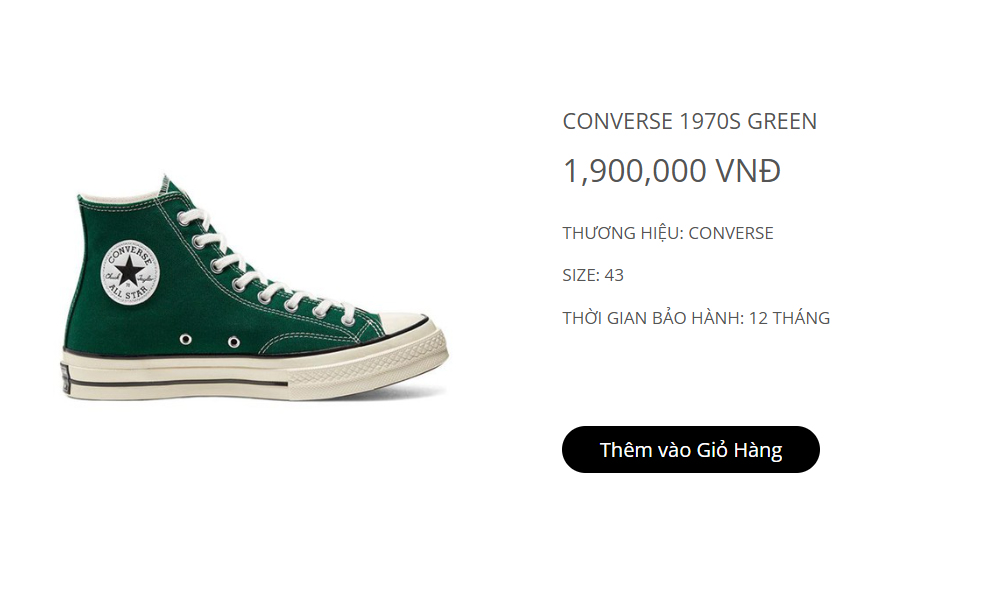 CONVERSE
ALL STAR
CONVERSE 1970S GREEN
1,900,000 VNĐ
THƯƠNG HIỆU: CONVERSE
SIZE: 43
THỜI GIAN BẢO HÀNH: 12 THÁNG
Thêm vào Giỏ Hàng